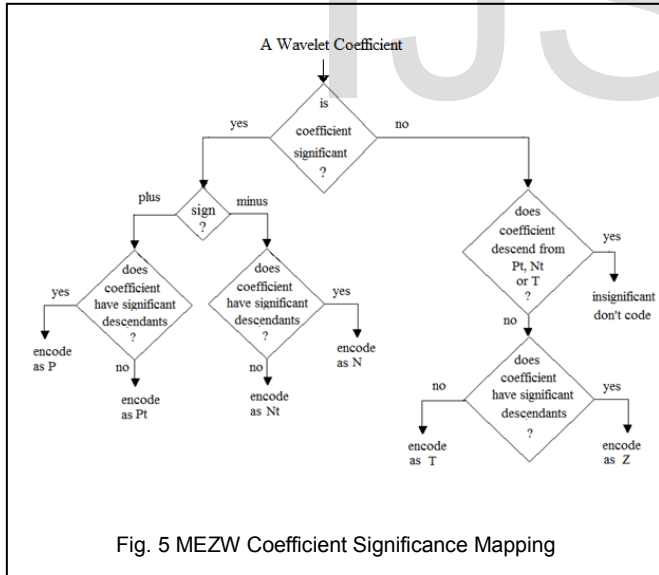 IJS
A Wavelet Coefficient
is
coefficient
significant
?
yes
no
plus
sign
?
minus
does
coefficient
have significant
descendants
?
yes
encode
as P
no
encode
as Pt
does
coefficient
have significant
descendants
?
yes
encode
as N
no
encode
as Nt
does
coefficient
descend from
Pt, Nt
or T
?
yes
insignificant
don't code
no
does
coefficient
have significant
descendants
?
no
encode
as T
yes
encode
as Z
Fig. 5 MEZW Coefficient Significance Mapping